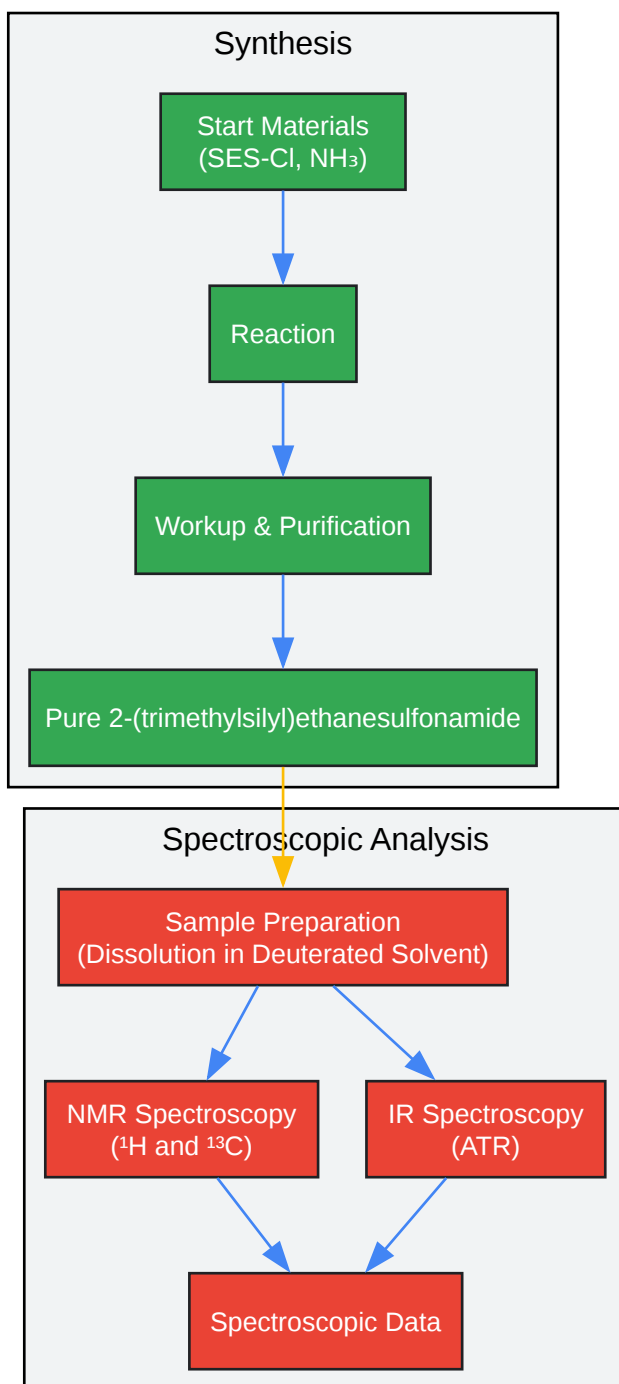 Synthesis
Start Materials
(SES-Cl, NH₃)
Reaction
Workup & Purification
Pure 2-(trimethylsilyl)ethanesulfonamide
Spectroscopic Analysis
Sample Preparation
(Dissolution in Deuterated Solvent)
NMR Spectroscopy
(¹H and ¹³C)
IR Spectroscopy
(ATR)
Spectroscopic Data